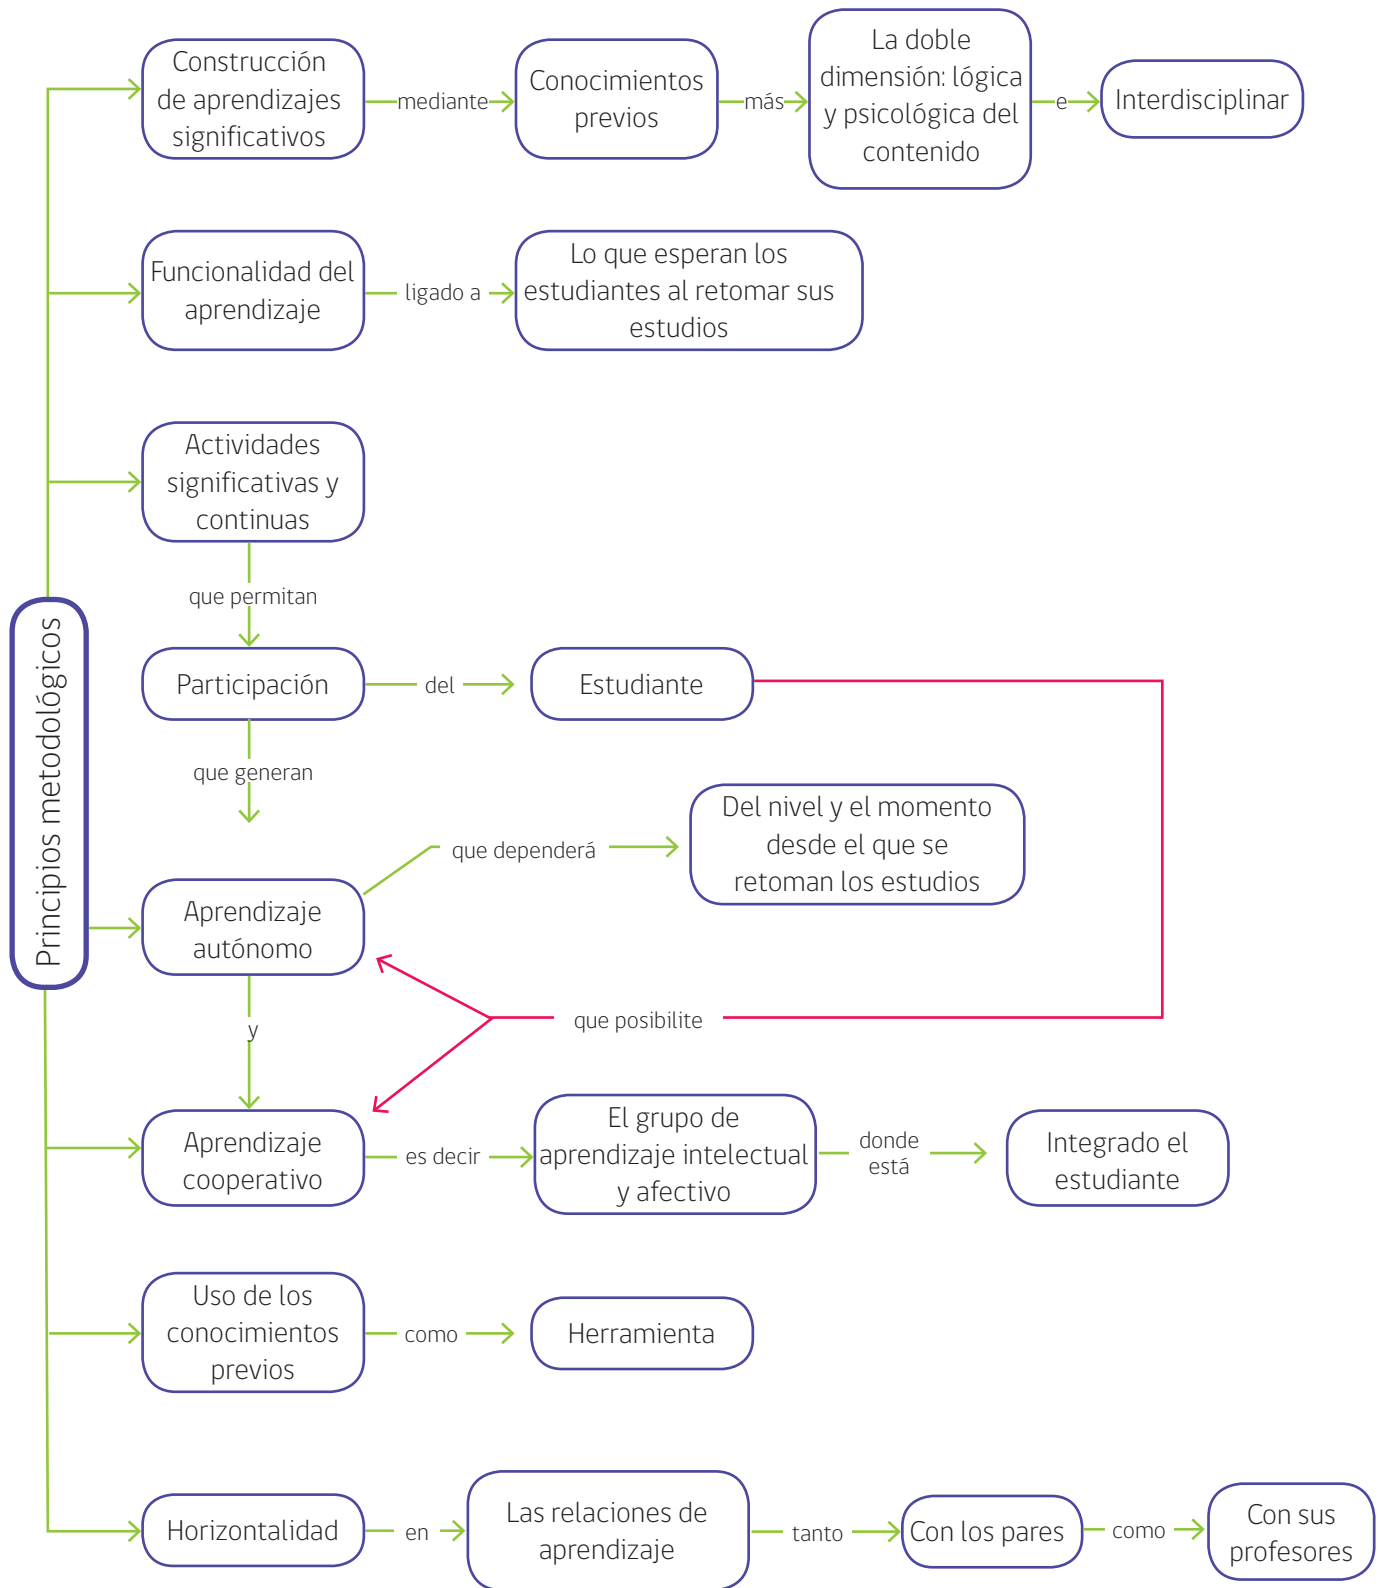 Principios metodológicos
Construcción
de aprendizajes
significativos
mediante
Conocimientos
previos
más
La doble
dimensión: lógica
y psicológica del
contenido
e
Interdisciplinar
Funcionalidad del
aprendizaje
ligado a
Lo que esperan los
estudiantes al retomar sus
estudios
Actividades
significativas y
continuas
que permitan
Participación
del
Estudiante
que generan
Aprendizaje
autónomo
que dependerá
Del nivel y el momento
desde el que se
retoman los estudios
y
que posibilite
Aprendizaje
cooperativo
es decir
El grupo de
aprendizaje intelectual
y afectivo
donde
está
Integrado el
estudiante
Uso de los
conocimientos
previos
como
Herramienta
Horizontalidad
en
Las relaciones de
aprendizaje
tanto
Con los pares
como
Con sus
profesores